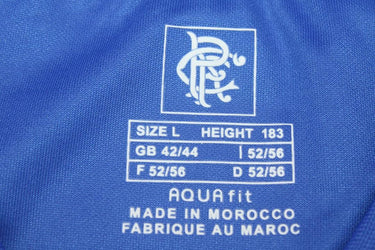 RFC
SIZE L HEIGHT 183
GB 42/44 I 52/56
F 52/56 D 52/56
AQUAfit
MADE IN MOROCCO
FABRIQUE AU MAROC